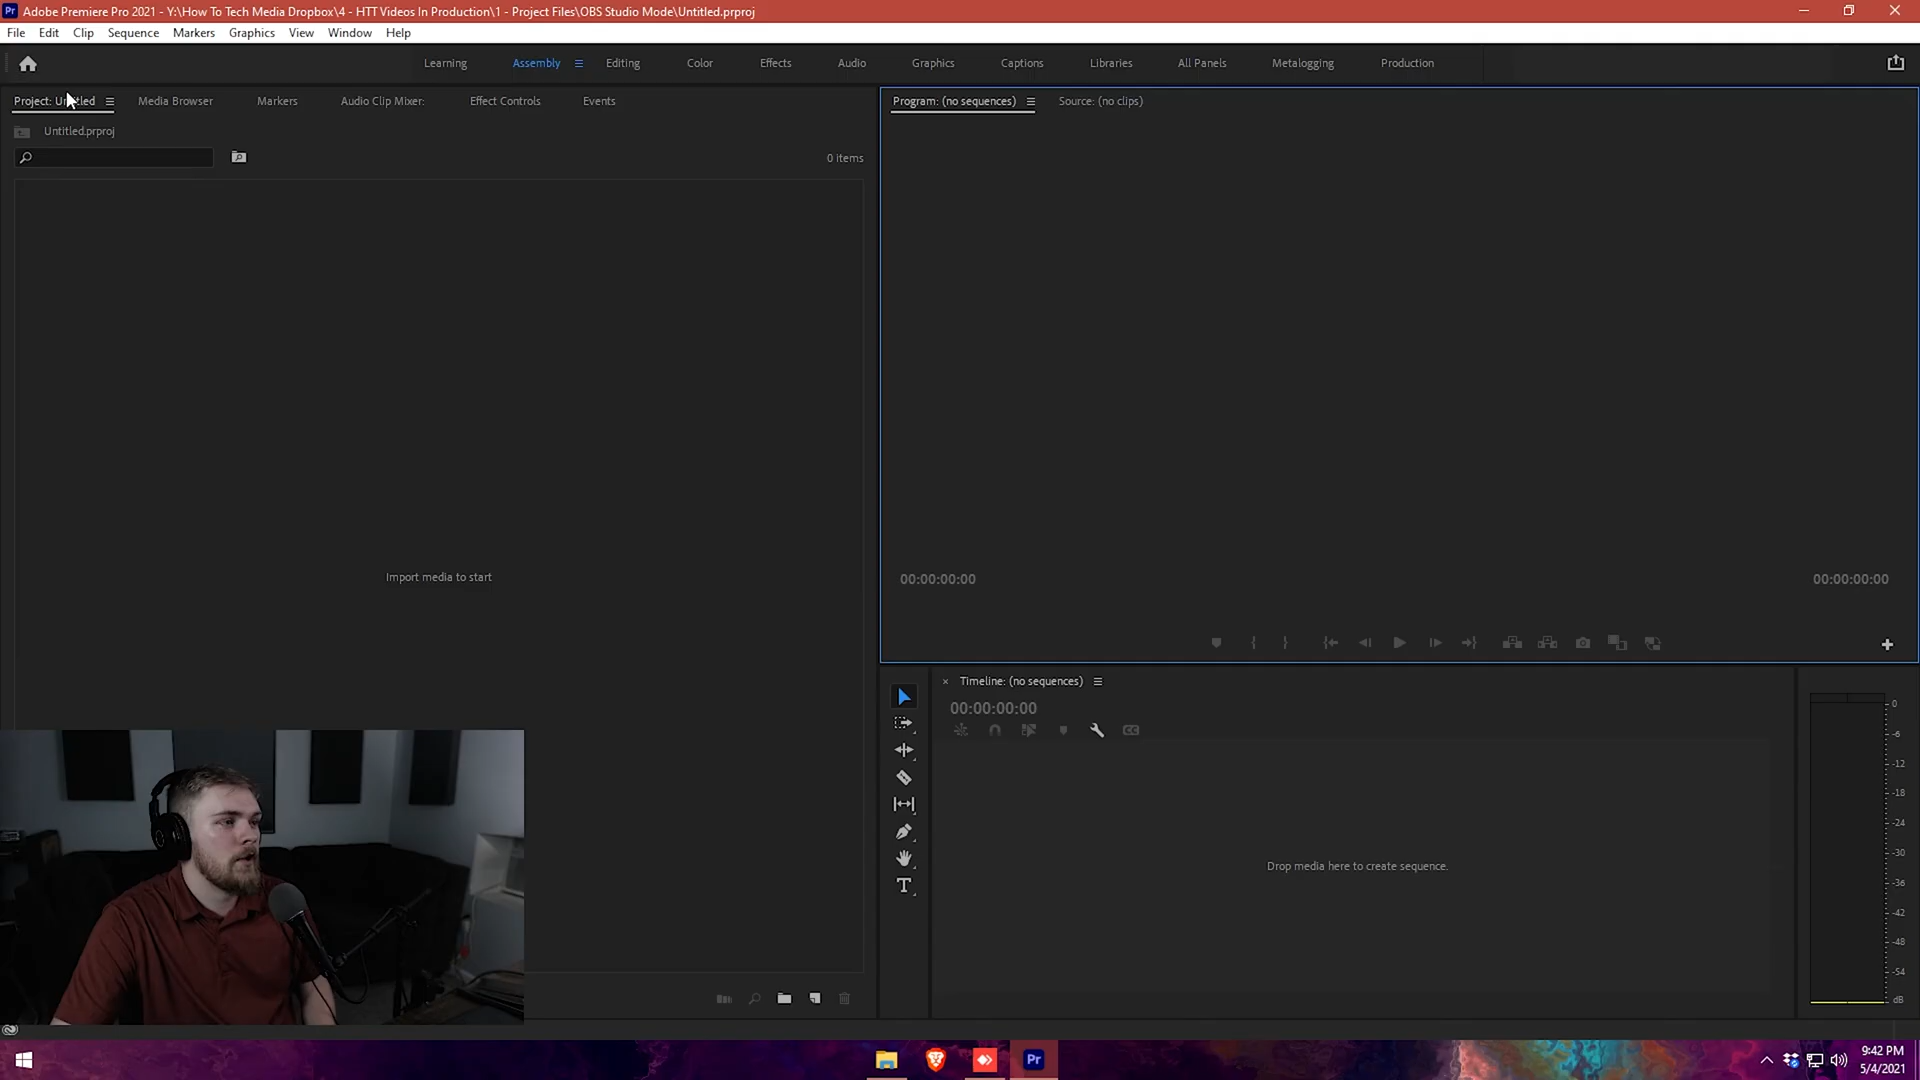 Pr Adobe Premiere Pro 2021 - Y:\How To Tech Media Dropbox\4 - HTT Videos In Production\1 - Project Files\OBS Studio Mode\Untitled.prproj
File Edit Clip Sequence Markers Graphics View Window Help
Learning Assembly Editing Color Effects Audio Graphics Captions Libraries All Panels Metalogging Production
Project: Untitled Media Browser Markers Audio Clip Mixer: Effect Controls Events
Program: (no sequences) Source: (no clips)
Untitled.prproj
0 items
Import media to start
00:00:00:00 00:00:00:00
Timeline: (no sequences)
00:00:00:00
CC
Drop media here to create sequence.
0
-6
-12
-18
-24
-30
-36
-42
-48
-54
dB
T
Pr
9:42 PM
5/4/2021